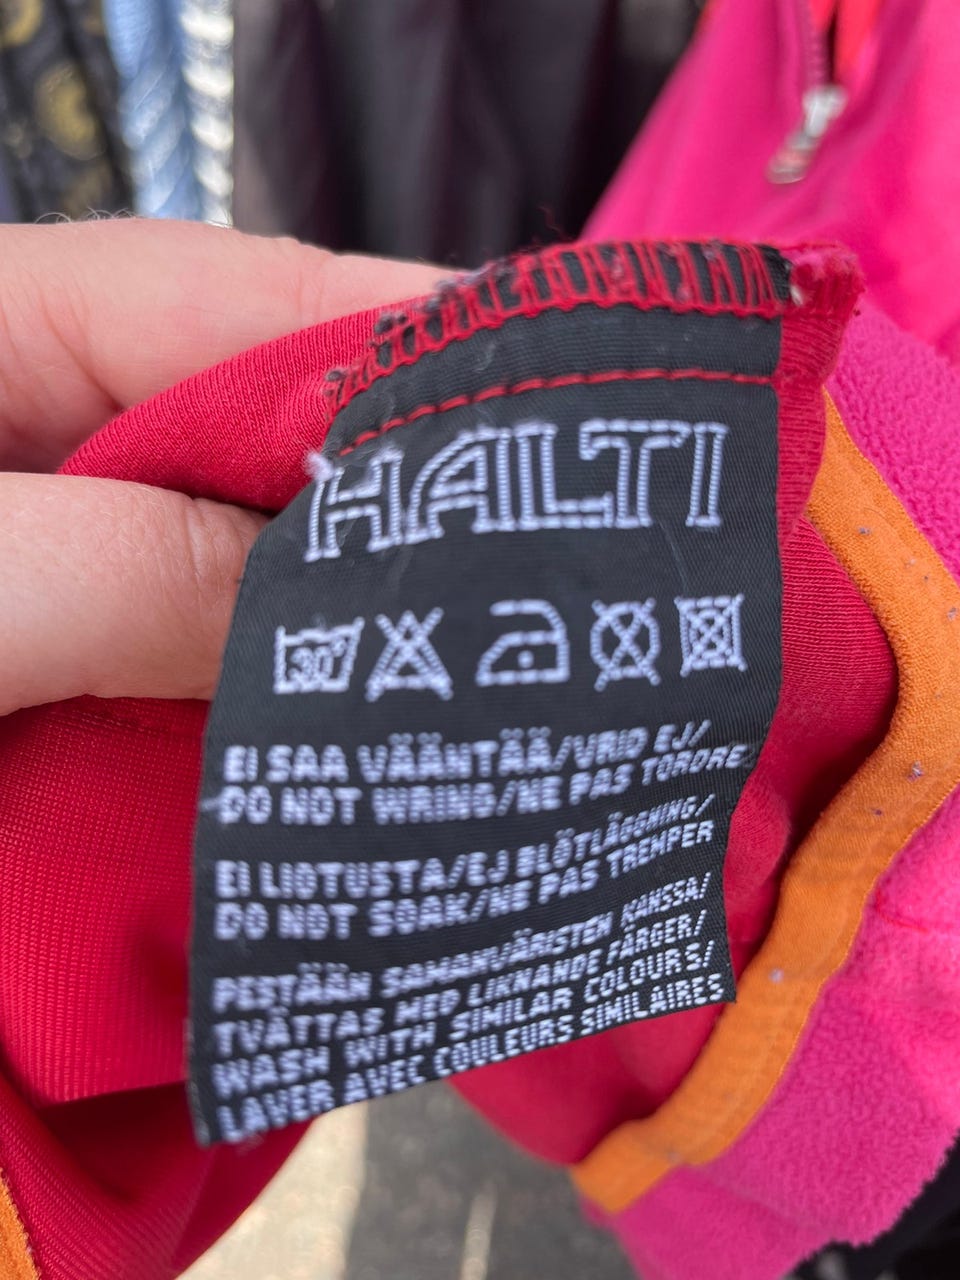 HALTI
30°
EI SAA VÄÄNTÄÄ/VRID EJ/
DO NOT WRING/NE PAS TORDRE
EI LIOTUSTA/EJ BLÖTLÄGGNING/
DO NOT SOAK/NE PAS TREMPER
PESTÄÄN SAMANVÄRISTEN KANSSA/
TVÄTTAS MED LIKNANDE FÄRGER/
WASH WITH SIMILAR COLOURS/
LAVER AVEC COULEURS SIMILAIRES